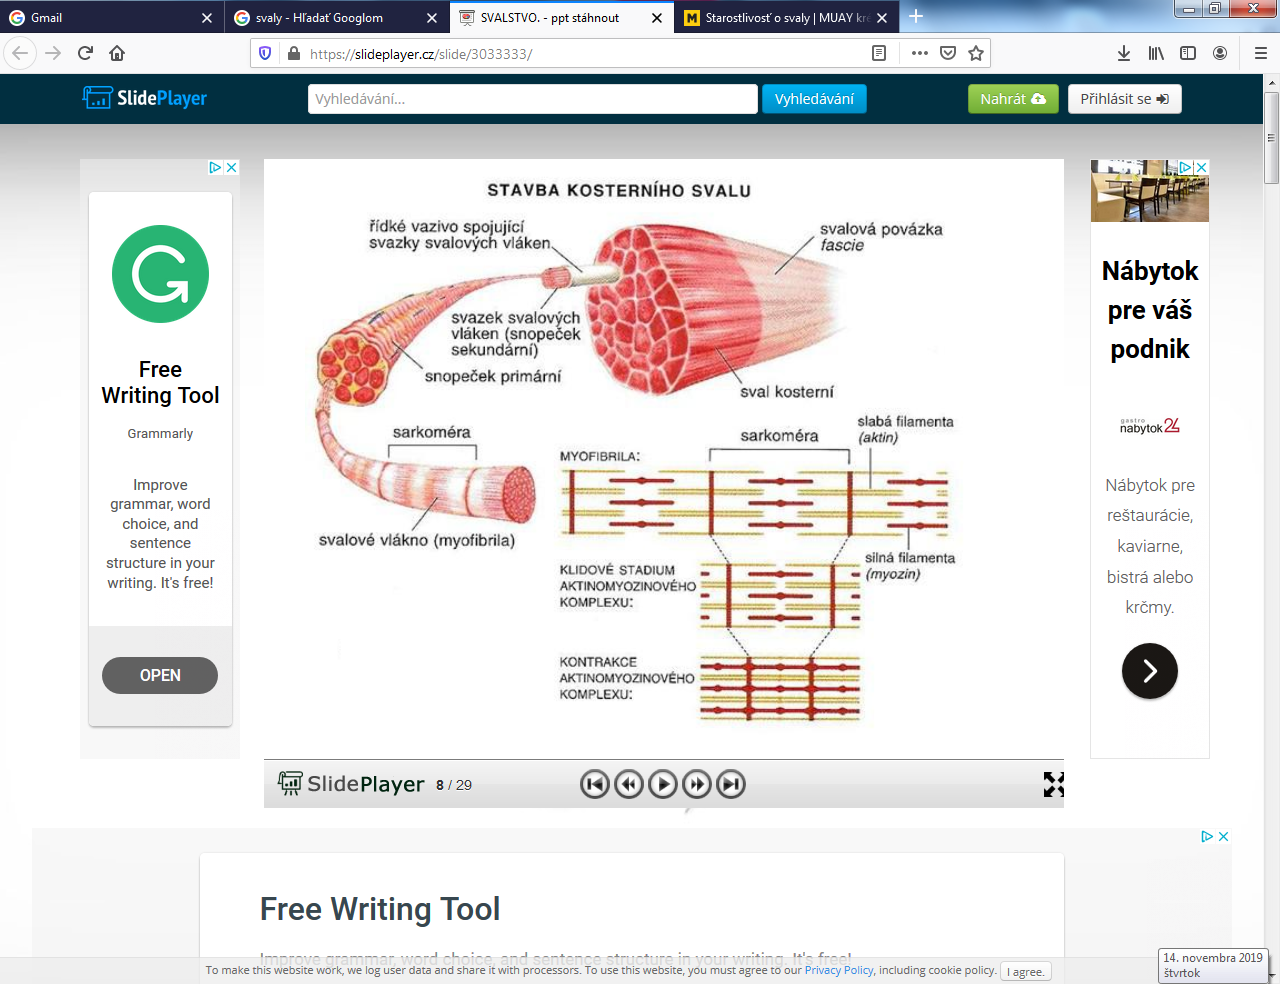 Gmail
svaly - Hľadať Googlom
SVALSTVO. - ppt stáhnout
Starostlivosť o svaly | MUAY kr
https://slideplayer.cz/slide/3033333/
SlidePlayer
Vyhledávání...
Vyhledávání
Nahrát
Přihlásit se
Free
Writing Tool
Grammarly
Improve
grammar, word
choice, and
sentence
structure in your
writing. It's free!
OPEN
STAVBA KOSTERNÍHO SVALU
řídké vazivo spojující
svazky svalových vláken
svalová povázka
fascie
svazek svalových
vláken (snopeček
sekundární)
snopeček primární
sval kosterní
sarkoméra
svalové vlákno (myofibrila)
MYOFIBRILA:
sarkoméra
slabá filamenta
(aktin)
silná filamenta
(myozin)
KLIDOVÉ STADIUM
AKTINOMYOZINOVÉHO
KOMPLEXU:
KONTRAKCE
AKTINOMYOZINOVÉHO
KOMPLEXU:
SlidePlayer 8 / 29
Nábytok
pre váš
podnik
gastro
nabytok24
Nábytok pre
reštaurácie,
kaviarne,
bistrá alebo
krčmy.
Free Writing Tool
Improve grammar, word choice, and sentence structure in your writing. It's free!
To make this website work, we log user data and share it with processors. To use this website, you must agree to our Privacy Policy, including cookie policy.
I agree.
14. novembra 2019
štvrtok